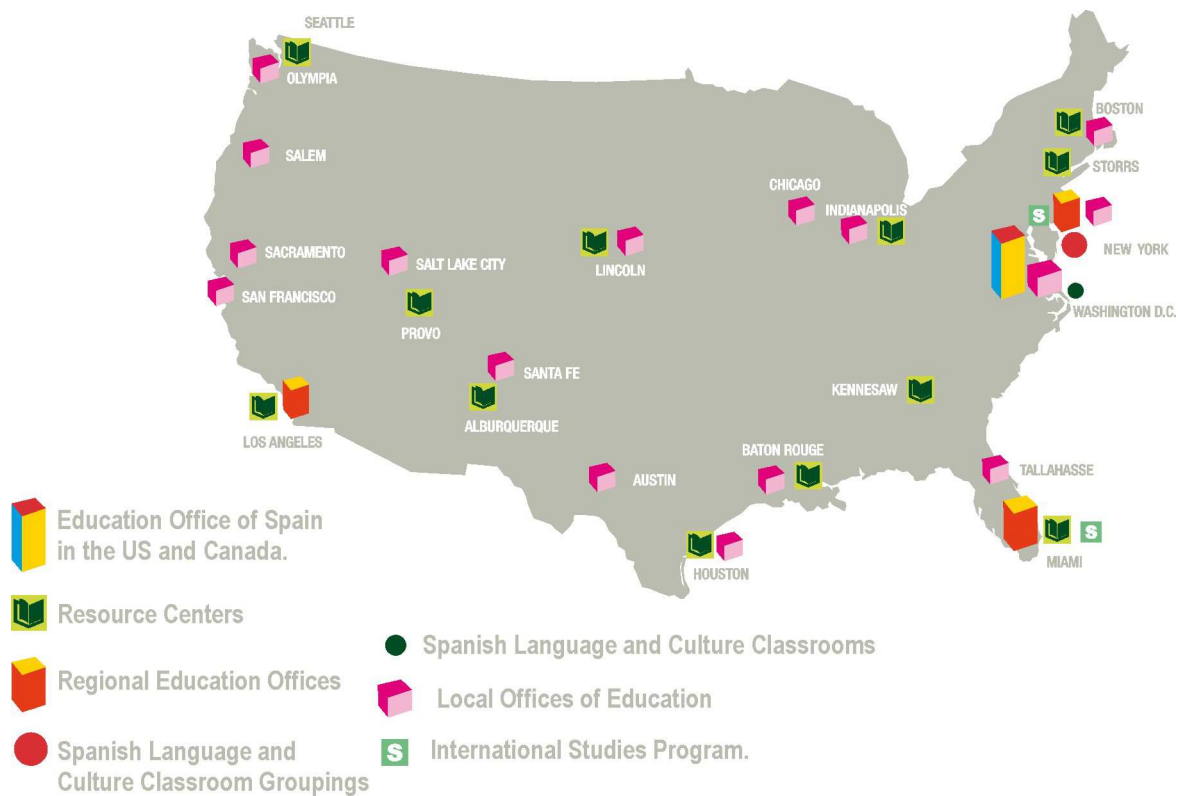 SEATTLE
OLYMPIA
BOSTON
SALEM
STORRS
CHICAGO
INDIANAPOLIS
S
NEW YORK
SACRAMENTO
SALT LAKE CITY
LINCOLN
SAN FRANCISCO
WASHINGTON D.C.
PROVO
SANTA FE
KENNESAW
ALBURQUERQUE
LOS ANGELES
BATON ROUGE
TALLAHASSE
AUSTIN
S
HOUSTON
MIAMI
Education Office of Spain
in the US and Canada.
Resource Centers
Regional Education Offices
Spanish Language and
Culture Classroom Groupings
Spanish Language and Culture Classrooms
Local Offices of Education
S
International Studies Program.